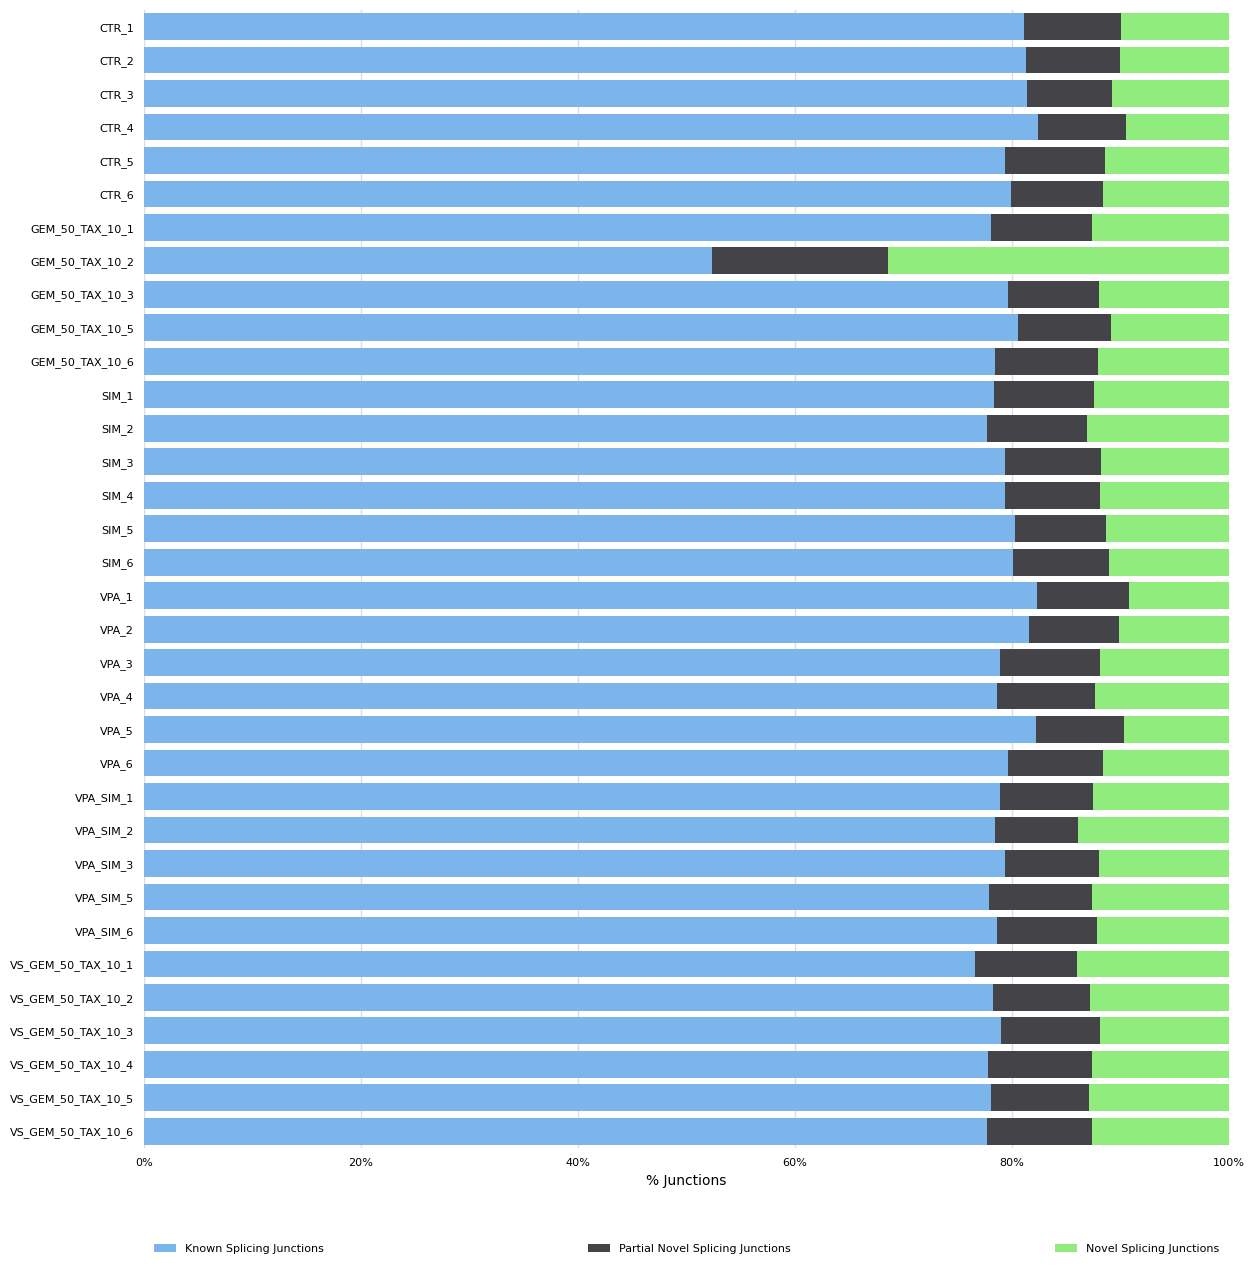 CTR_1
CTR_2
CTR_3
CTR_4
CTR_5
CTR_6
GEM_50_TAX_10_1
GEM_50_TAX_10_2
GEM_50_TAX_10_3
GEM_50_TAX_10_5
GEM_50_TAX_10_6
SIM_1
SIM_2
SIM_3
SIM_4
SIM_5
SIM_6
VPA_1
VPA_2
VPA_3
VPA_4
VPA_5
VPA_6
VPA_SIM_1
VPA_SIM_2
VPA_SIM_3
VPA_SIM_5
VPA_SIM_6
VS_GEM_50_TAX_10_1
VS_GEM_50_TAX_10_2
VS_GEM_50_TAX_10_3
VS_GEM_50_TAX_10_4
VS_GEM_50_TAX_10_5
VS_GEM_50_TAX_10_6
0% 20% 40% 60% 80% 100%
% Junctions
Known Splicing Junctions Partial Novel Splicing Junctions Novel Splicing Junctions